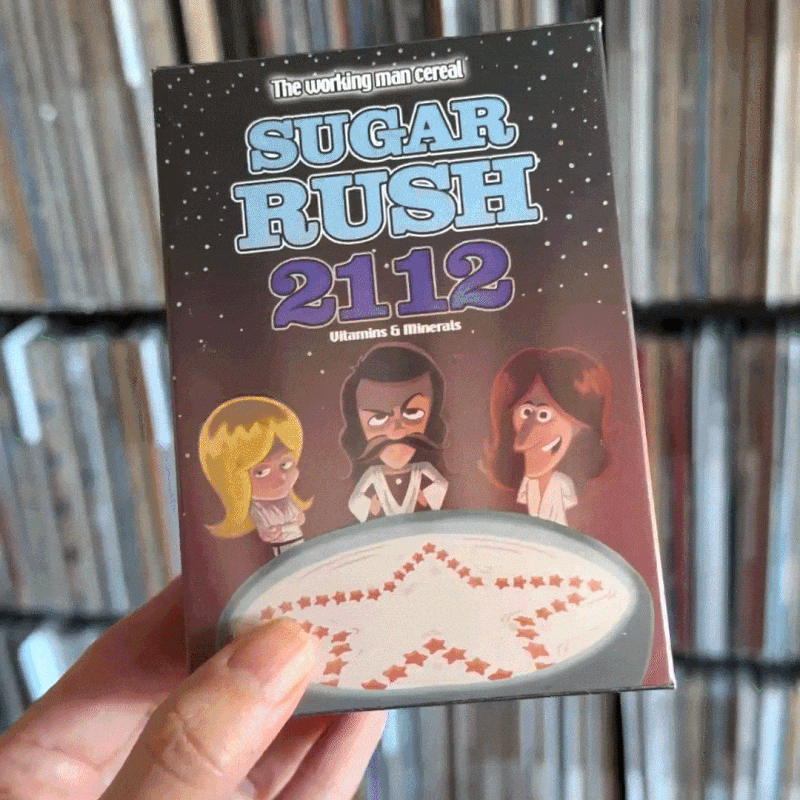 The working man cereal
SUGAR
RUSH
2112
Vitamins & Minerals